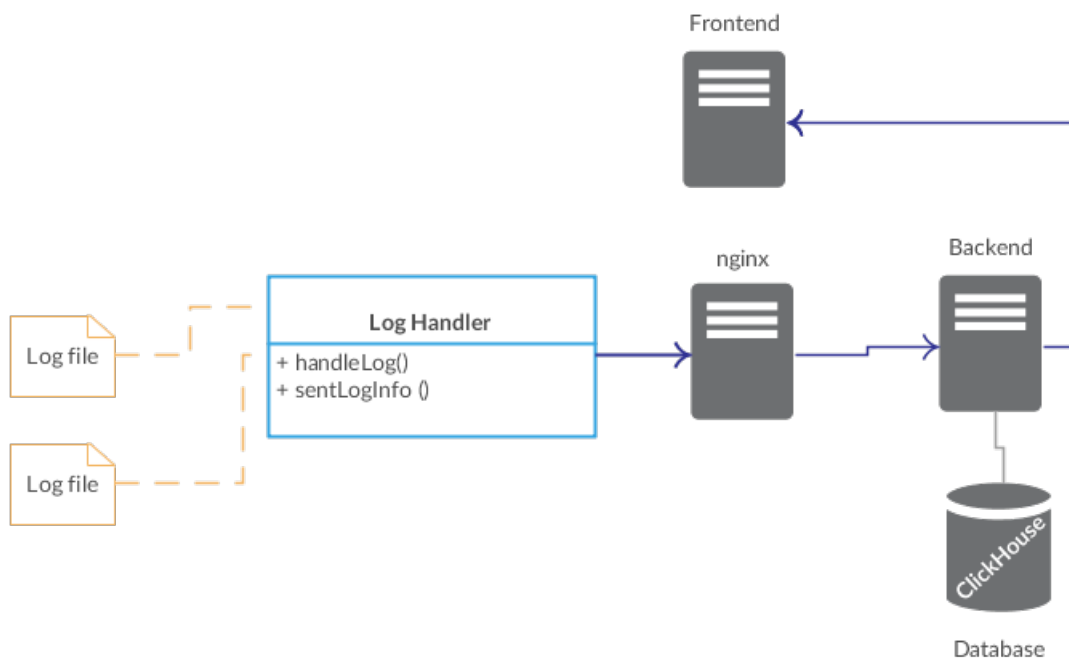 Frontend
Backend
nginx
Log Handler
+ handleLog()
+ sentLogInfo ()
Log file
Log file
ClickHouse
Database